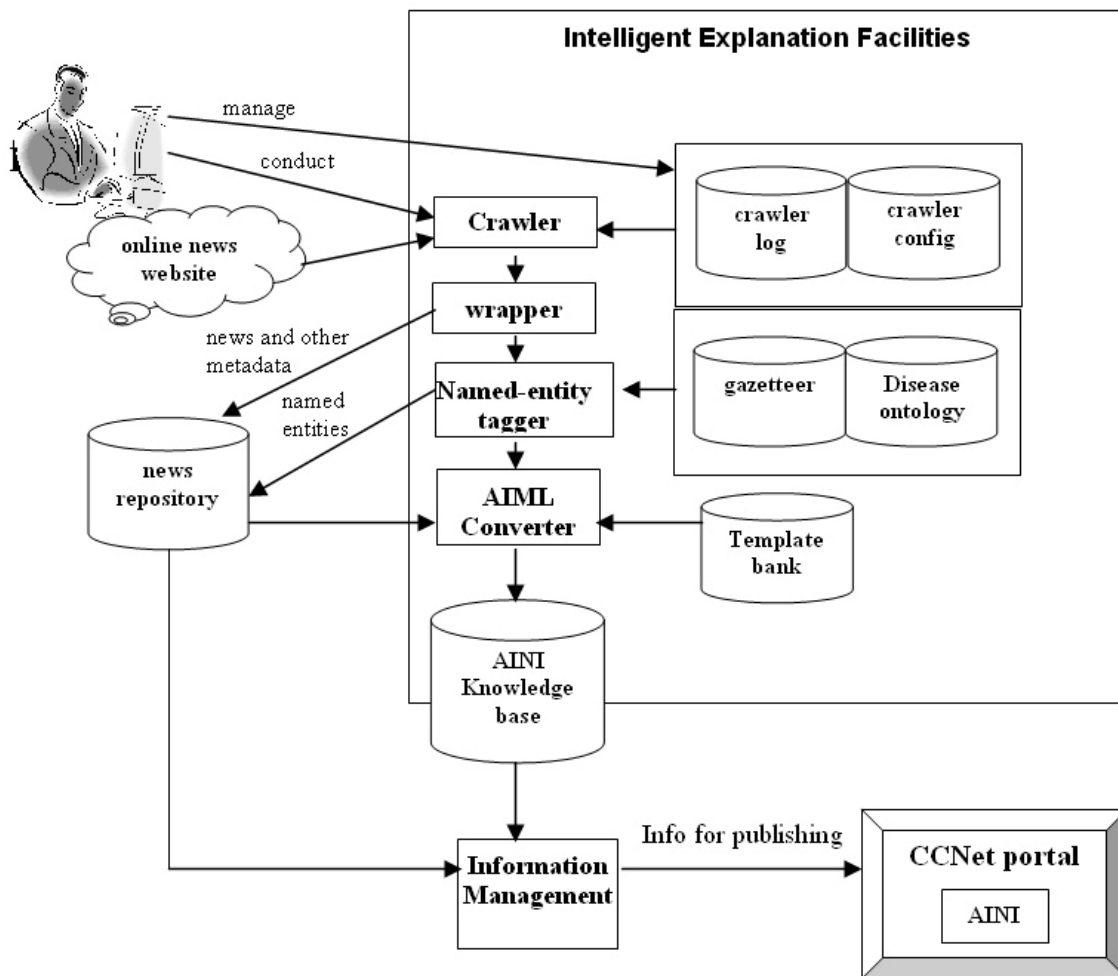 Intelligent Explanation Facilities
manage
conduct
online news
website
Crawler
crawler
log
crawler
config
wrapper
news and other
metadata
gazetteer
Disease
ontology
Named-entity
tagger
named
entities
news
repository
AIML
Converter
Template
bank
AINI
Knowledge
base
Information
Management
Info for publishing
CCNet portal
AINI